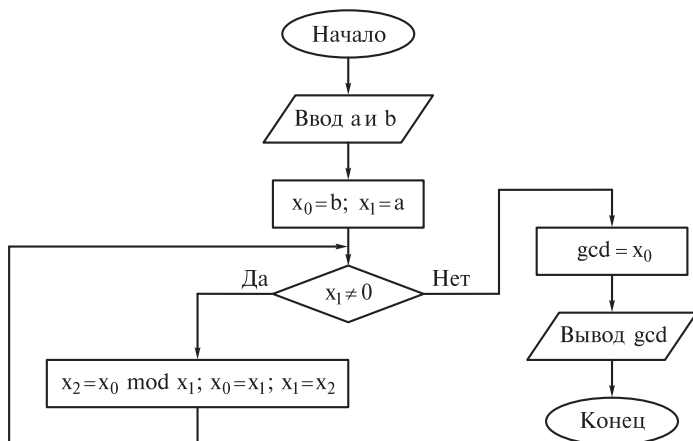 Начало
Ввод a и b
x₀=b; x₁=a
Да
x₁≠0
Нет
x₂=x₀ mod x₁; x₀=x₁; x₁=x₂
gcd=x₀
Вывод gcd
Конец